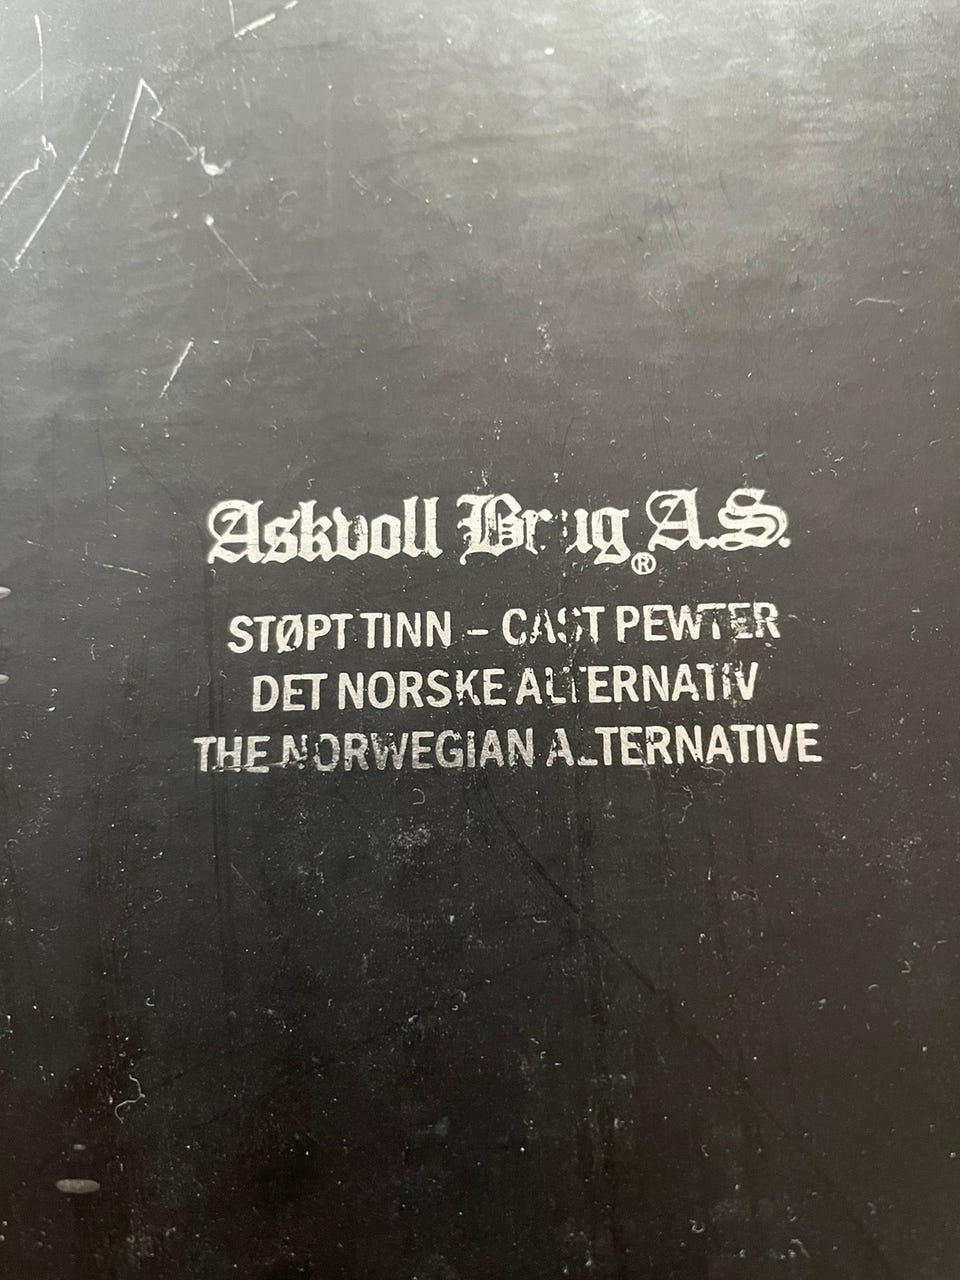 Askvoll Brug A.S.
®
STØPT TINN – CAST PEWTER
DET NORSKE ALTERNATIV
THE NORWEGIAN ALTERNATIVE